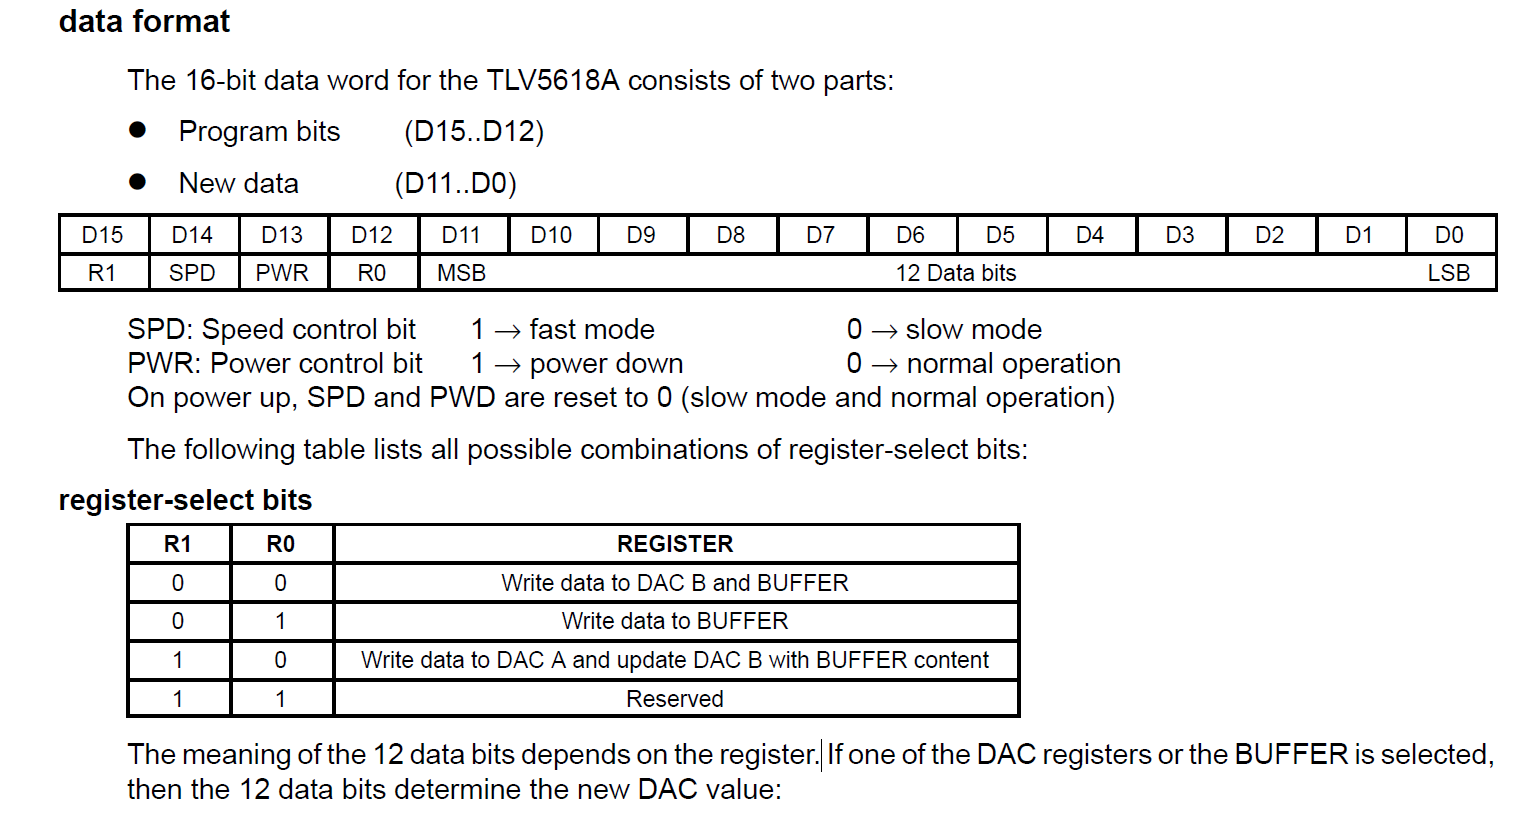 data format
The 16-bit data word for the TLV5618A consists of two parts:
● Program bits (D15..D12)
● New data (D11..D0)
D15 D14 D13 D12 D11 D10 D9 D8 D7 D6 D5 D4 D3 D2 D1 D0
R1 SPD PWR R0 MSB 12 Data bits LSB
SPD: Speed control bit 1 → fast mode 0 → slow mode
PWR: Power control bit 1 → power down 0 → normal operation
On power up, SPD and PWD are reset to 0 (slow mode and normal operation)
The following table lists all possible combinations of register-select bits:
register-select bits
R1 R0 REGISTER
0 0 Write data to DAC B and BUFFER
0 1 Write data to BUFFER
1 0 Write data to DAC A and update DAC B with BUFFER content
1 1 Reserved
The meaning of the 12 data bits depends on the register. If one of the DAC registers or the BUFFER is selected,
then the 12 data bits determine the new DAC value: